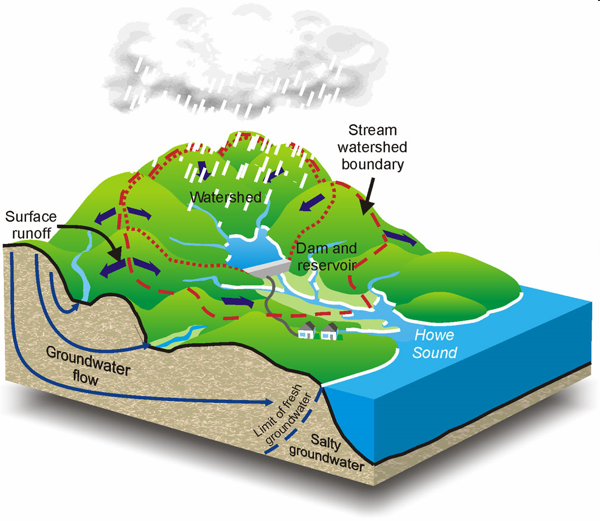 Stream
watershed
boundary
Watershed
Surface
runoff
Dam and
reservoir
Howe
Sound
Groundwater
flow
Limit of fresh
groundwater
Salty
groundwater